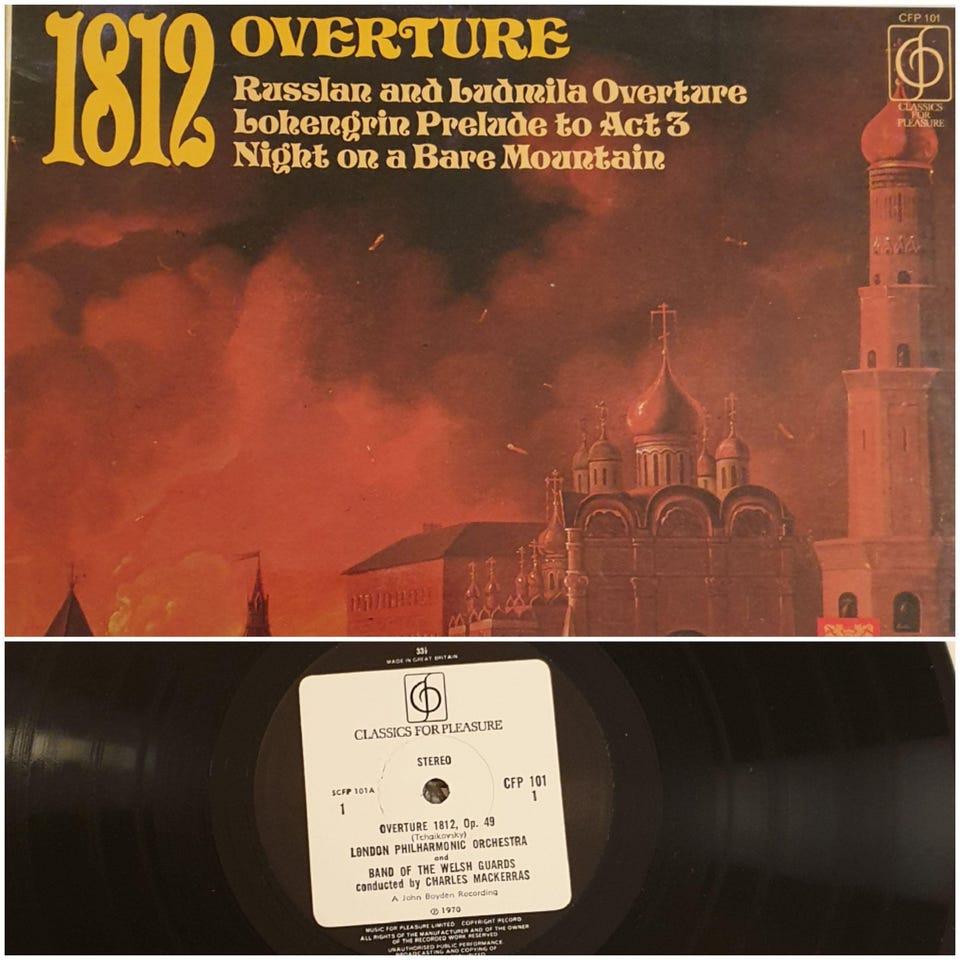 1812 OVERTURE
Russlan and Ludmila Overture
Lohengrin Prelude to Act 3
Night on a Bare Mountain
CFP 101
CLASSICS
FOR
PLEASURE
33⅓
MADE IN GREAT BRITAIN
CLASSICS FOR PLEASURE
STEREO
SCFP 101A
1
CFP 101
1
OVERTURE 1812, Op. 49
(Tchaikovsky)
LONDON PHILHARMONIC ORCHESTRA
and
BAND OF THE WELSH GUARDS
conducted by CHARLES MACKERRAS
A John Boyden Recording
℗ 1970
MUSIC FOR PLEASURE LIMITED COPYRIGHT RECORD
ALL RIGHTS OF THE MANUFACTURER AND OF THE OWNER
OF THE RECORDED WORK RESERVED
UNAUTHORISED PUBLIC PERFORMANCE
BROADCASTING AND COPYING OF